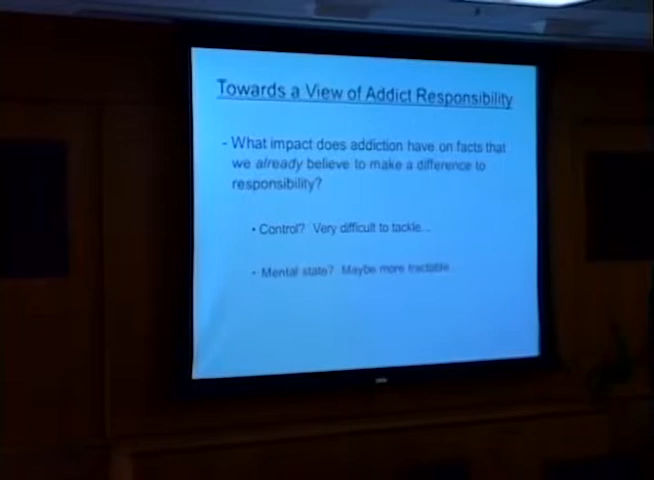 Towards a View of Addict Responsibility
- What impact does addiction have on facts that
we already believe to make a difference to
responsibility?
• Control? Very difficult to tackle...
• Mental state? Maybe more tractable...